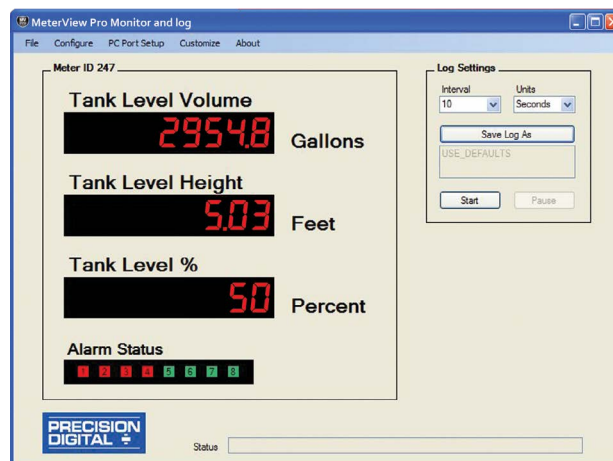 MeterView Pro Monitor and log
File Configure PC Port Setup Customize About
Meter ID 247
Tank Level Volume
2954.8 Gallons
Tank Level Height
5.03 Feet
Tank Level %
50 Percent
Alarm Status
1 2 3 4 5 6 7 8
Log Settings
Interval Units
10 Seconds
Save Log As
USE_DEFAULTS
Start Pause
PRECISION
DIGITAL
Status